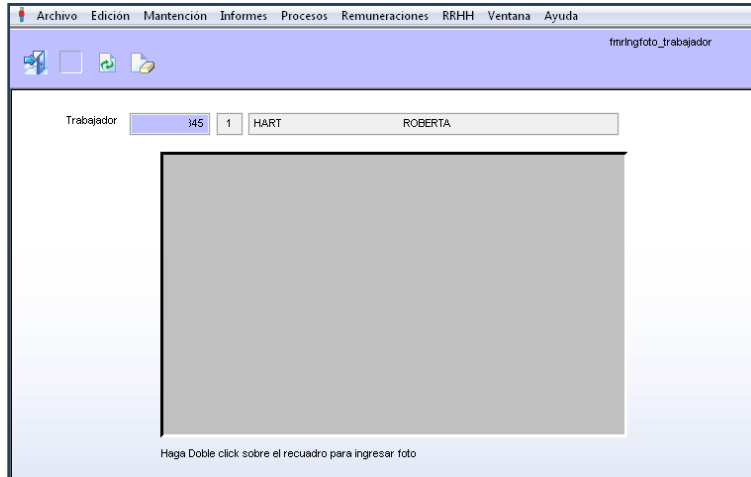 Archivo Edición Mantención Informes Procesos Remuneraciones RRHH Ventana Ayuda
fmrIngfoto_trabajador
Trabajador 1 HART ROBERTA
Haga Doble click sobre el recuadro para ingresar foto